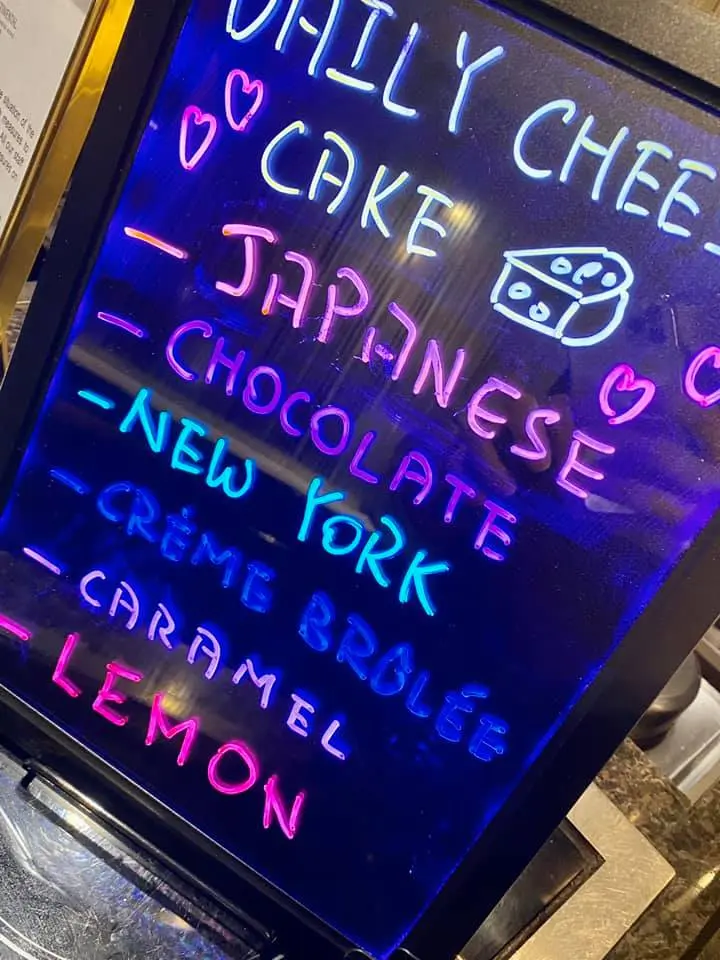 DAILY CHEE
CAKE
- JAPANESE
- CHOCOLATE
- NEW YORK
- CRÈME BRÛLÉE
- CARAMEL
- LEMON